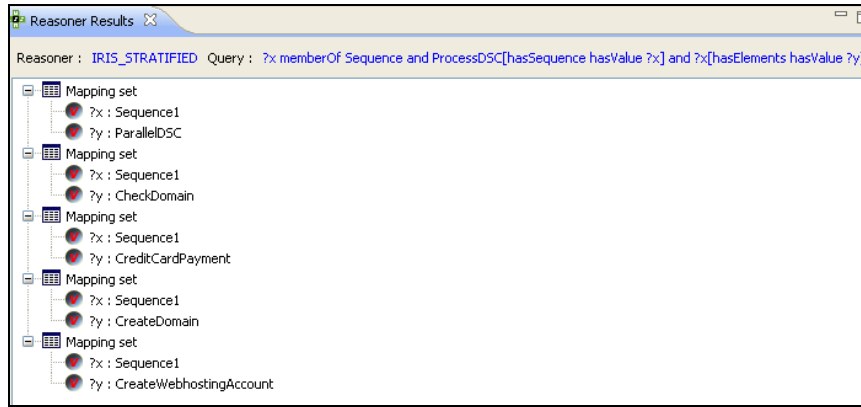 Reasoner Results
Reasoner : IRIS_STRATIFIED Query : ?x memberOf Sequence and ProcessDSC[hasSequence hasValue ?x] and ?x[hasElements hasValue ?y]
Mapping set
?x : Sequence1
?y : ParallelDSC
Mapping set
?x : Sequence1
?y : CheckDomain
Mapping set
?x : Sequence1
?y : CreditCardPayment
Mapping set
?x : Sequence1
?y : CreateDomain
Mapping set
?x : Sequence1
?y : CreateWebhostingAccount